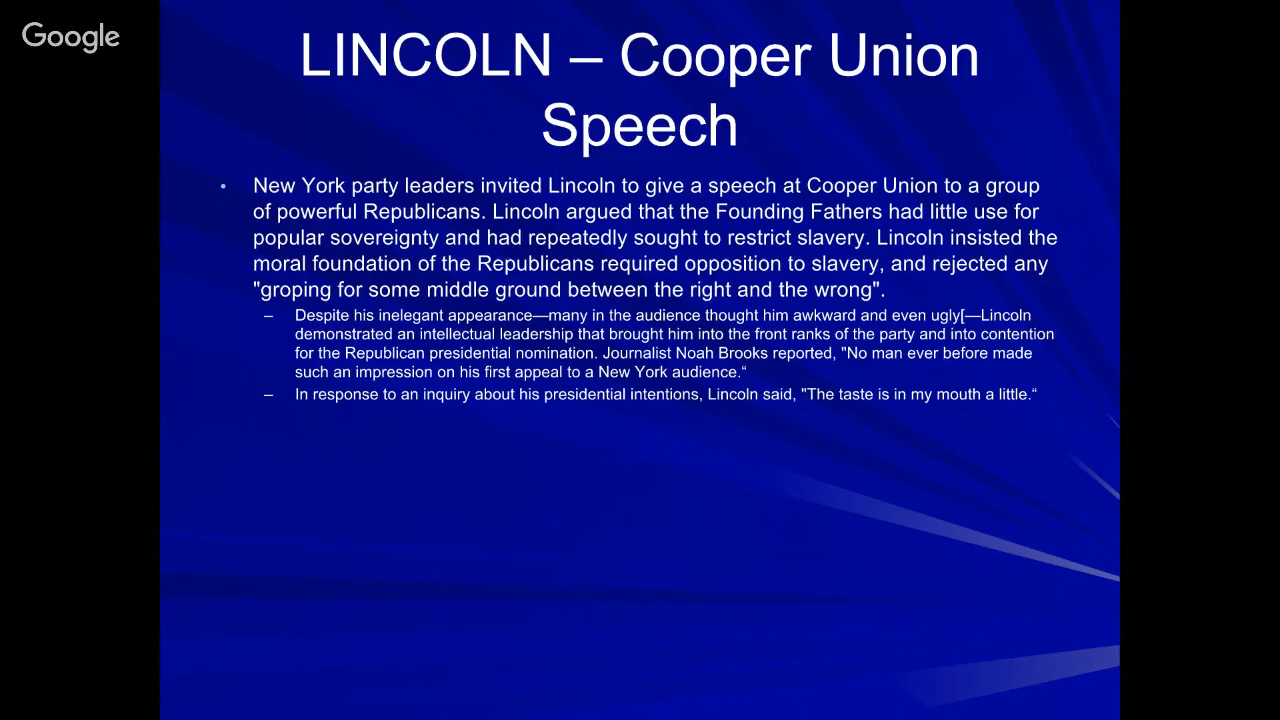 Google
LINCOLN – Cooper Union
Speech
• New York party leaders invited Lincoln to give a speech at Cooper Union to a group
of powerful Republicans. Lincoln argued that the Founding Fathers had little use for
popular sovereignty and had repeatedly sought to restrict slavery. Lincoln insisted the
moral foundation of the Republicans required opposition to slavery, and rejected any
"groping for some middle ground between the right and the wrong".
– Despite his inelegant appearance—many in the audience thought him awkward and even ugly[—Lincoln
demonstrated an intellectual leadership that brought him into the front ranks of the party and into contention
for the Republican presidential nomination. Journalist Noah Brooks reported, "No man ever before made
such an impression on his first appeal to a New York audience.“
– In response to an inquiry about his presidential intentions, Lincoln said, "The taste is in my mouth a little.“